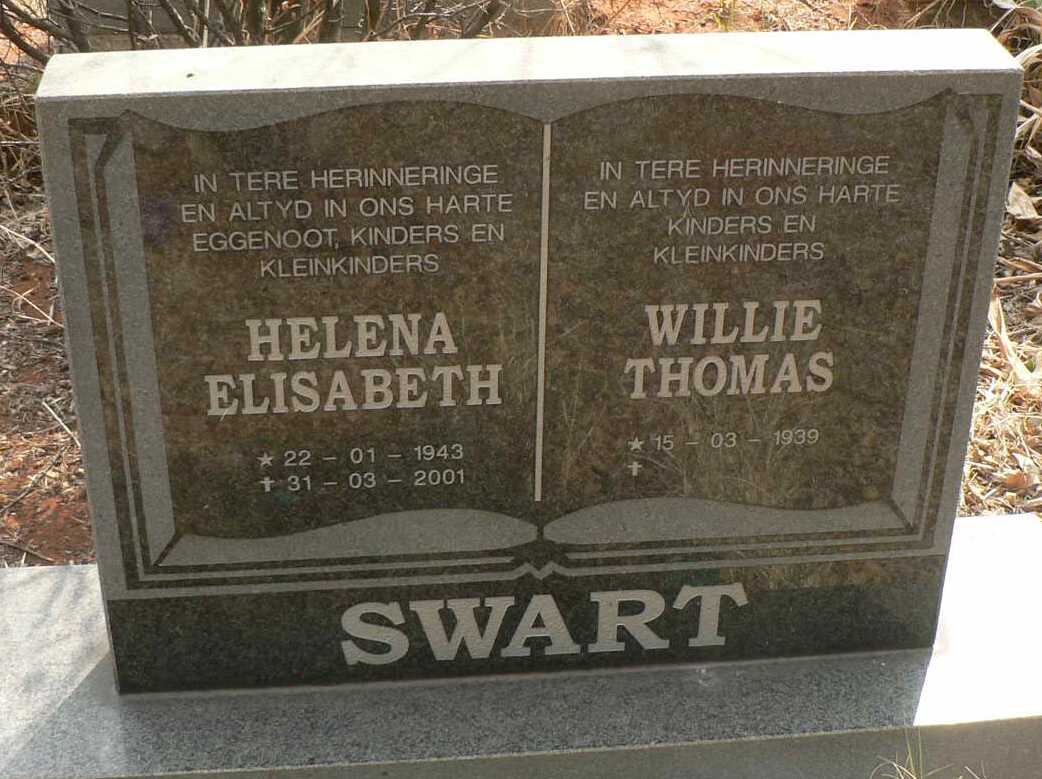 IN TERE HERINNERINGE
EN ALTYD IN ONS HARTE
EGGENOOT, KINDERS EN
KLEINKINDERS
HELENA
ELISABETH
★ 22 - 01 - 1943
✝ 31 - 03 - 2001
IN TERE HERINNERINGE
EN ALTYD IN ONS HARTE
KINDERS EN
KLEINKINDERS
WILLIE
THOMAS
★ 15 - 03 - 1939
✝
SWART